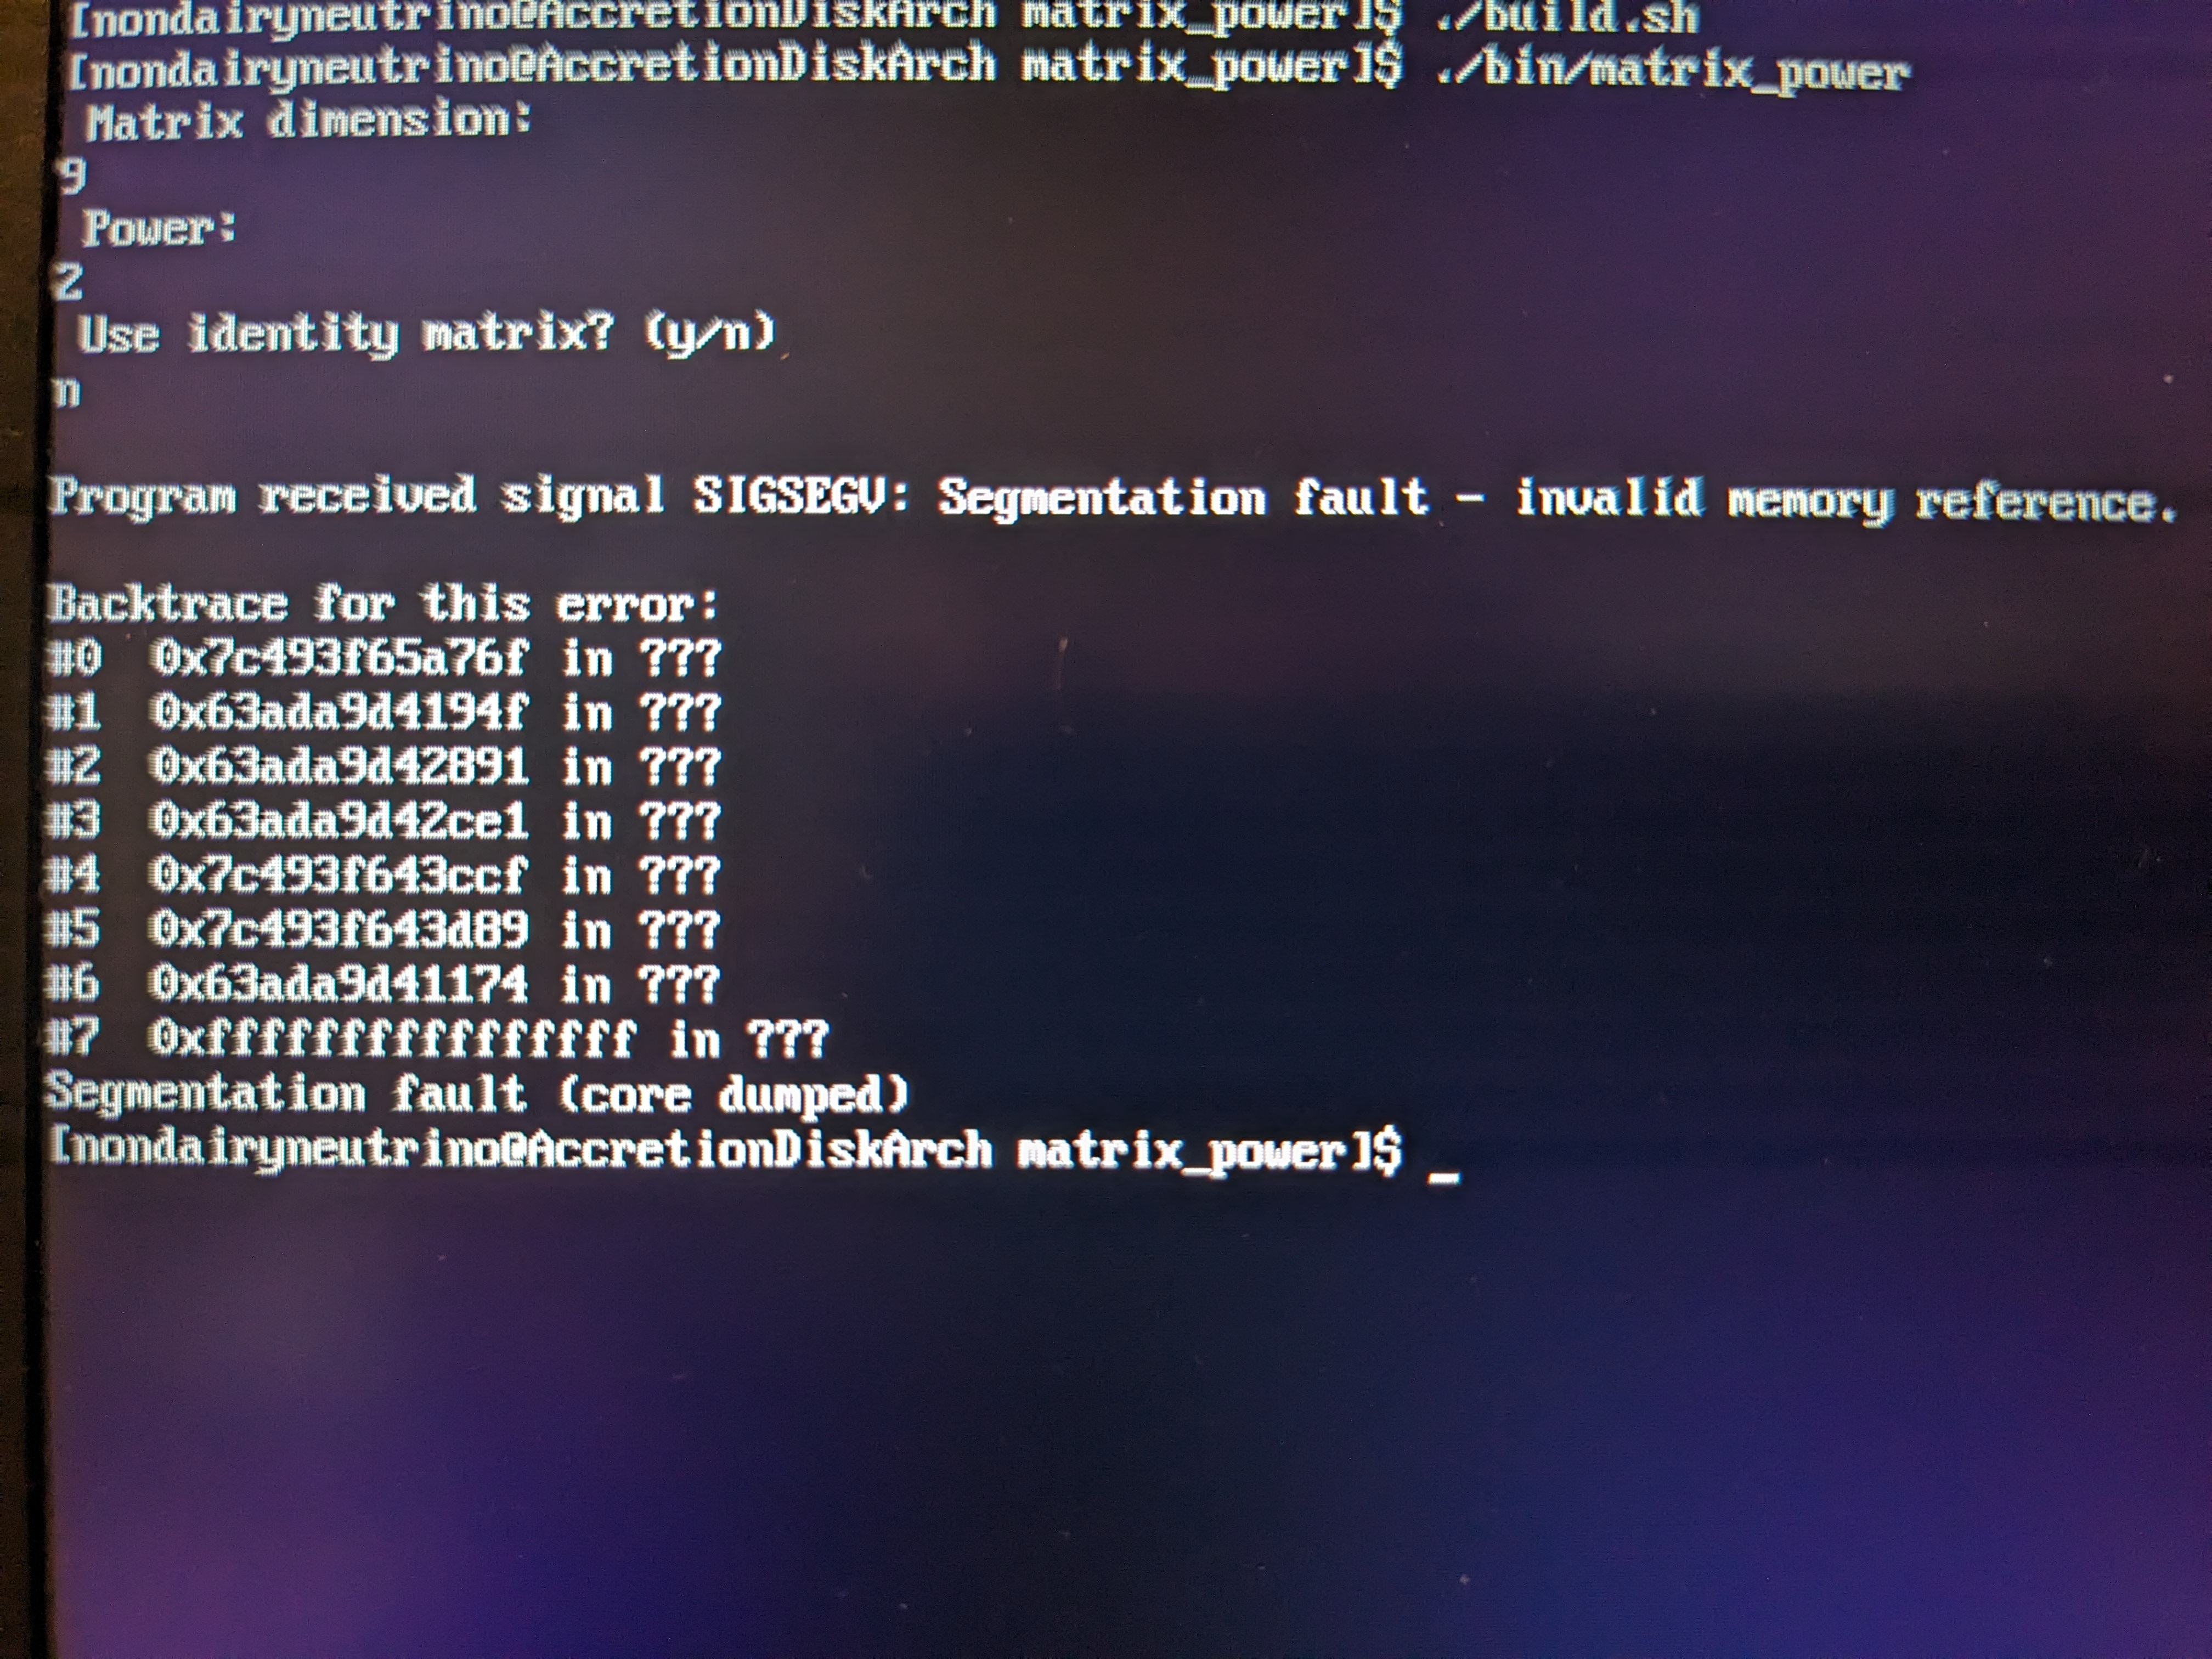 [nondairyneutrino@AccretionDiskArch matrix_power]$ ./build.sh
[nondairyneutrino@AccretionDiskArch matrix_power]$ ./bin/matrix_power
Matrix dimension:
9
Power:
2
Use identity matrix? (y/n)
n
Program received signal SIGSEGV: Segmentation fault - invalid memory reference.
Backtrace for this error:
#0 0x7c493f65a76f in ???
#1 0x63ada9d4194f in ???
#2 0x63ada9d42891 in ???
#3 0x63ada9d42ce1 in ???
#4 0x7c493f643ccf in ???
#5 0x7c493f643d89 in ???
#6 0x63ada9d41174 in ???
#7 0xffffffffffffffff in ???
Segmentation fault (core dumped)
[nondairyneutrino@AccretionDiskArch matrix_power]$ _